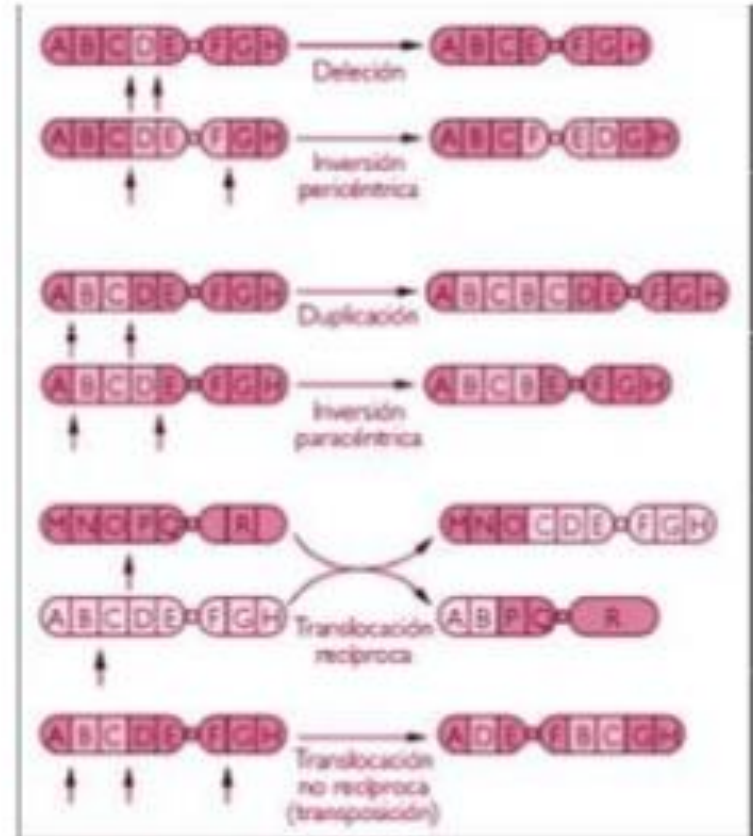 A B C D E F G H
Deleción
A B C E F G H
A B C D E F G H
Inversión
pericéntrica
A B C F E D G H
A B C D E F G H
Duplicación
A B C B C D E F G H
A B C D E F G H
Inversión
paracéntrica
A B C B E F G H
M N O P Q R
M N O C D E F G H
A B C D E F G H
Translocación
recíproca
A B P Q R
A B C D E F G H
Translocación
no recíproca
(transposición)
A D E F B C G H